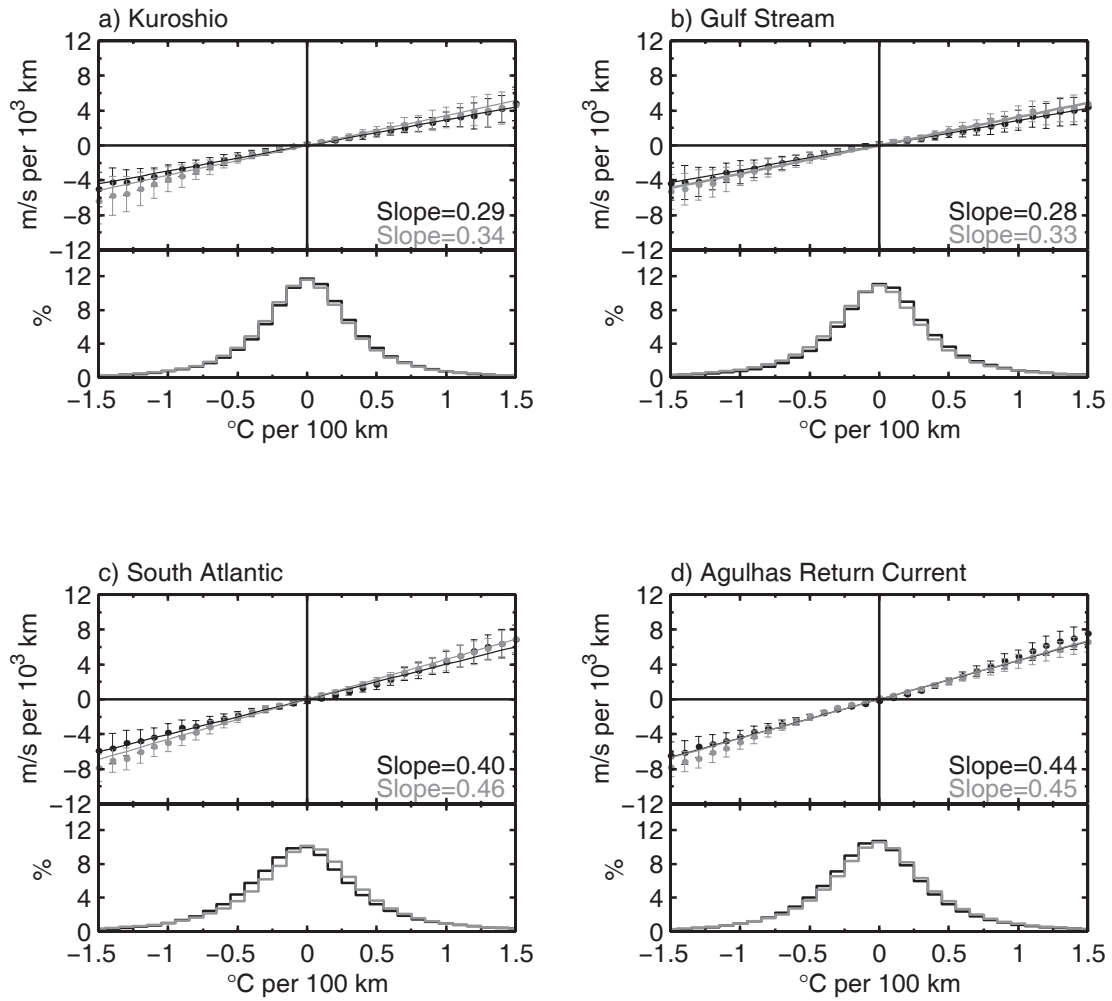 a) Kuroshio
12
8
4
0
−4
−8
−12
m/s per 10³ km
Slope=0.29
Slope=0.34
12
8
4
0
%
−1.5 −1 −0.5 0 0.5 1 1.5
°C per 100 km
b) Gulf Stream
12
8
4
0
−4
−8
−12
m/s per 10³ km
Slope=0.28
Slope=0.33
12
8
4
0
%
−1.5 −1 −0.5 0 0.5 1 1.5
°C per 100 km
c) South Atlantic
12
8
4
0
−4
−8
−12
m/s per 10³ km
Slope=0.40
Slope=0.46
12
8
4
0
%
−1.5 −1 −0.5 0 0.5 1 1.5
°C per 100 km
d) Agulhas Return Current
12
8
4
0
−4
−8
−12
m/s per 10³ km
Slope=0.44
Slope=0.45
12
8
4
0
%
−1.5 −1 −0.5 0 0.5 1 1.5
°C per 100 km